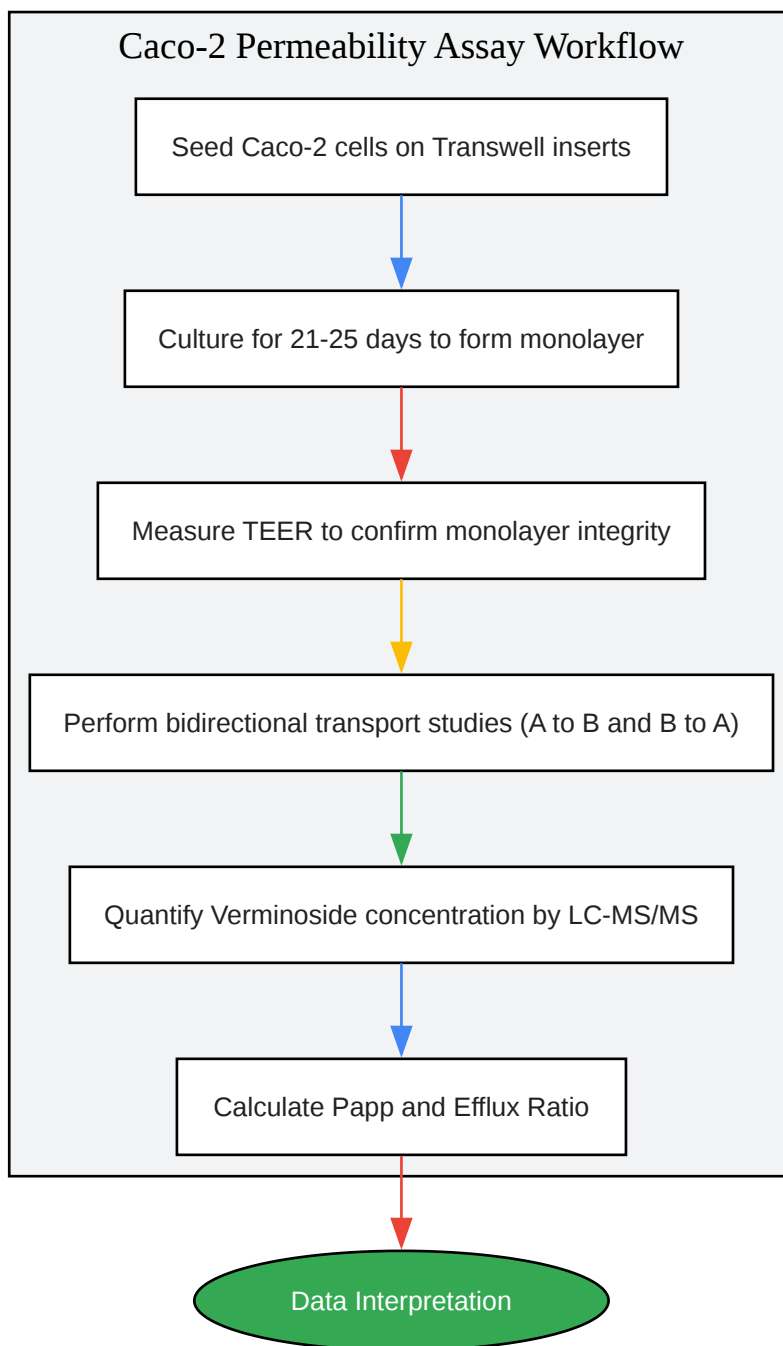 Caco-2 Permeability Assay Workflow
Seed Caco-2 cells on Transwell inserts
Culture for 21-25 days to form monolayer
Measure TEER to confirm monolayer integrity
Perform bidirectional transport studies (A to B and B to A)
Quantify Verminoside concentration by LC-MS/MS
Calculate Papp and Efflux Ratio
Data Interpretation